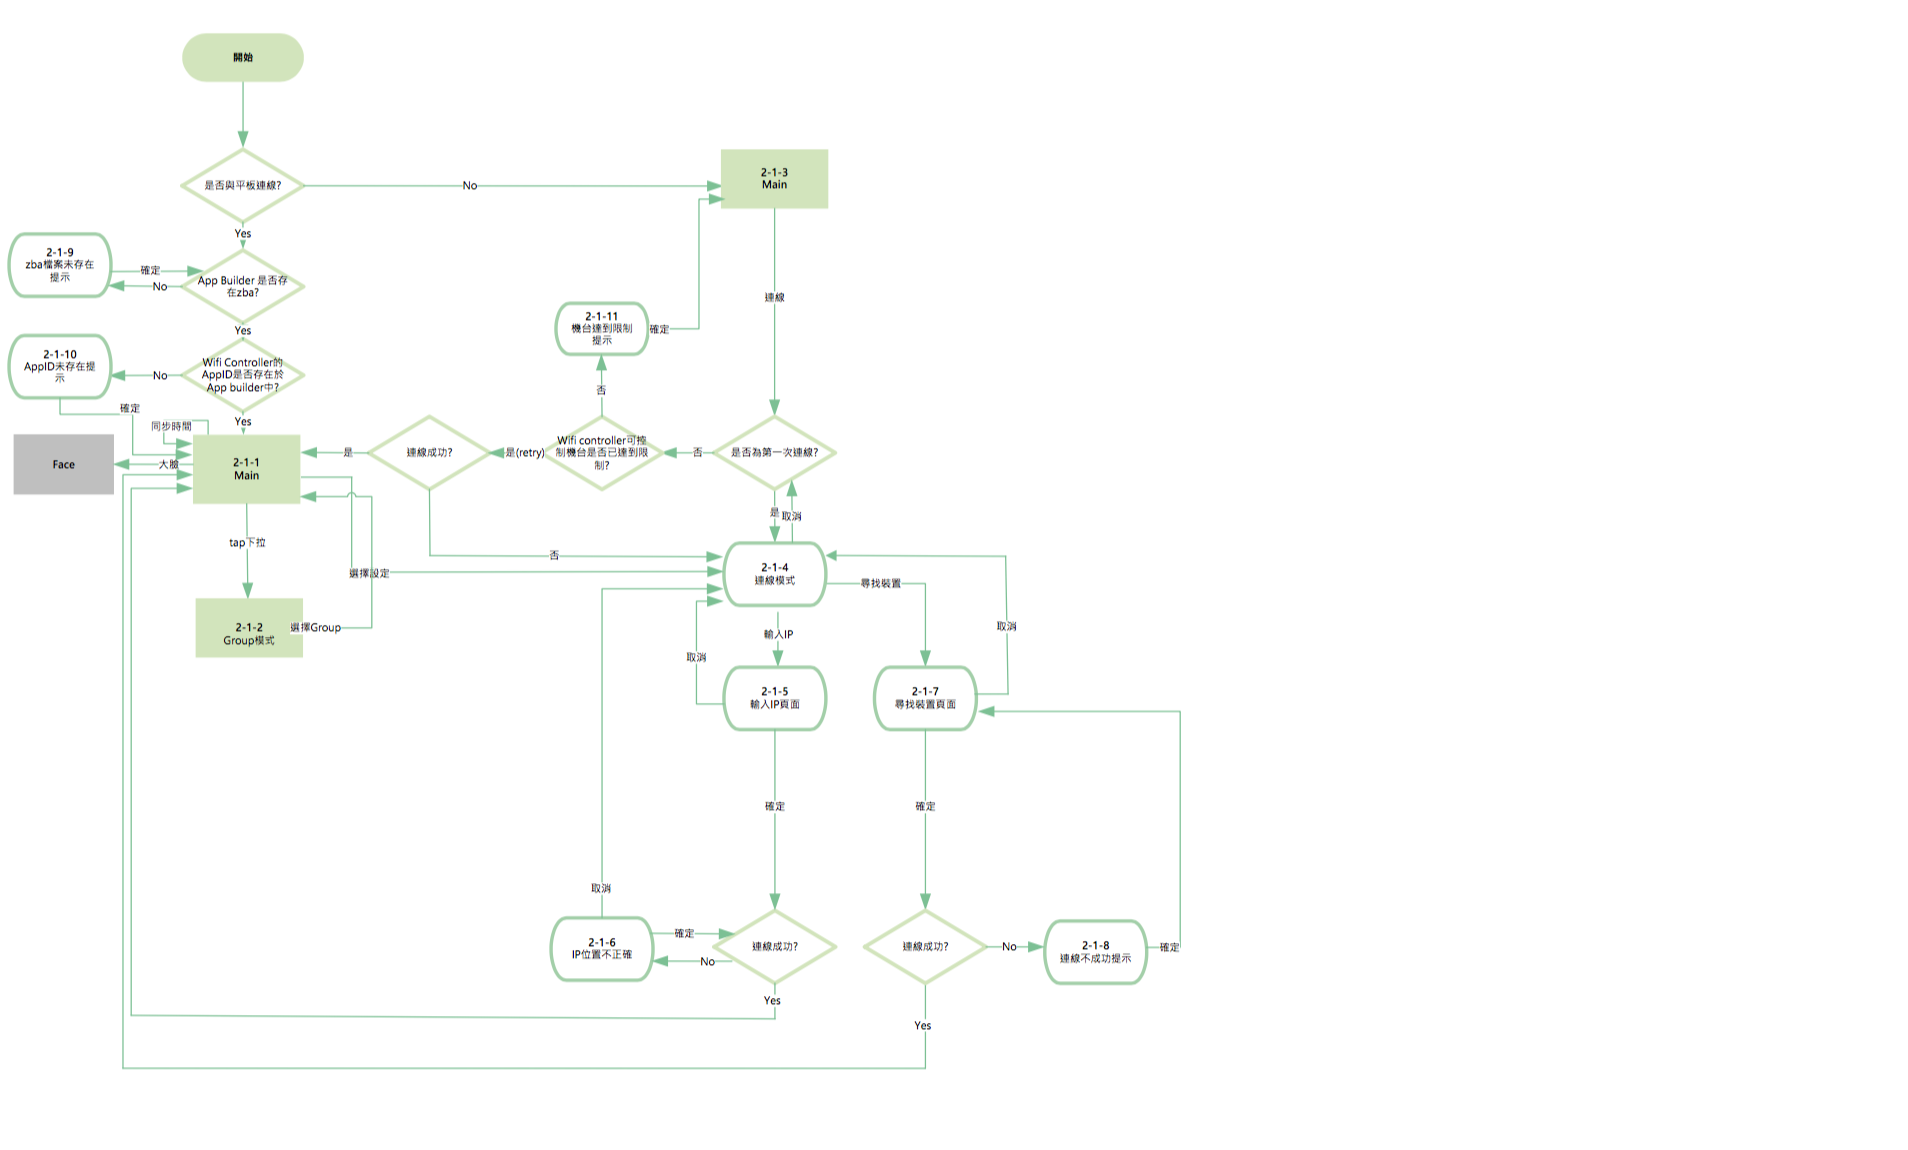 開始
是否與平板連線?
No
2-1-3
Main
Yes
2-1-9
zba檔案未存在
提示
確定
No
App Builder 是否存
在zba?
連線
2-1-11
機台達到限制
提示
確定
Yes
2-1-10
AppID未存在提
示
No
Wifi Controller的
AppID是否存在於
App builder中?
否
確定
同步時間
Yes
Face
大臉
2-1-1
Main
是
連線成功?
是(retry)
Wifi controller可控
制機台是否已達到限
制?
否
是否為第一次連線?
是
取消
tap下拉
否
選擇設定
2-1-4
連線模式
尋找裝置
2-1-2
Group模式
選擇Group
輸入IP
取消
取消
2-1-5
輸入IP頁面
2-1-7
尋找裝置頁面
確定
確定
取消
2-1-6
IP位置不正確
確定
No
連線成功?
連線成功?
No
2-1-8
連線不成功提示
確定
Yes
Yes